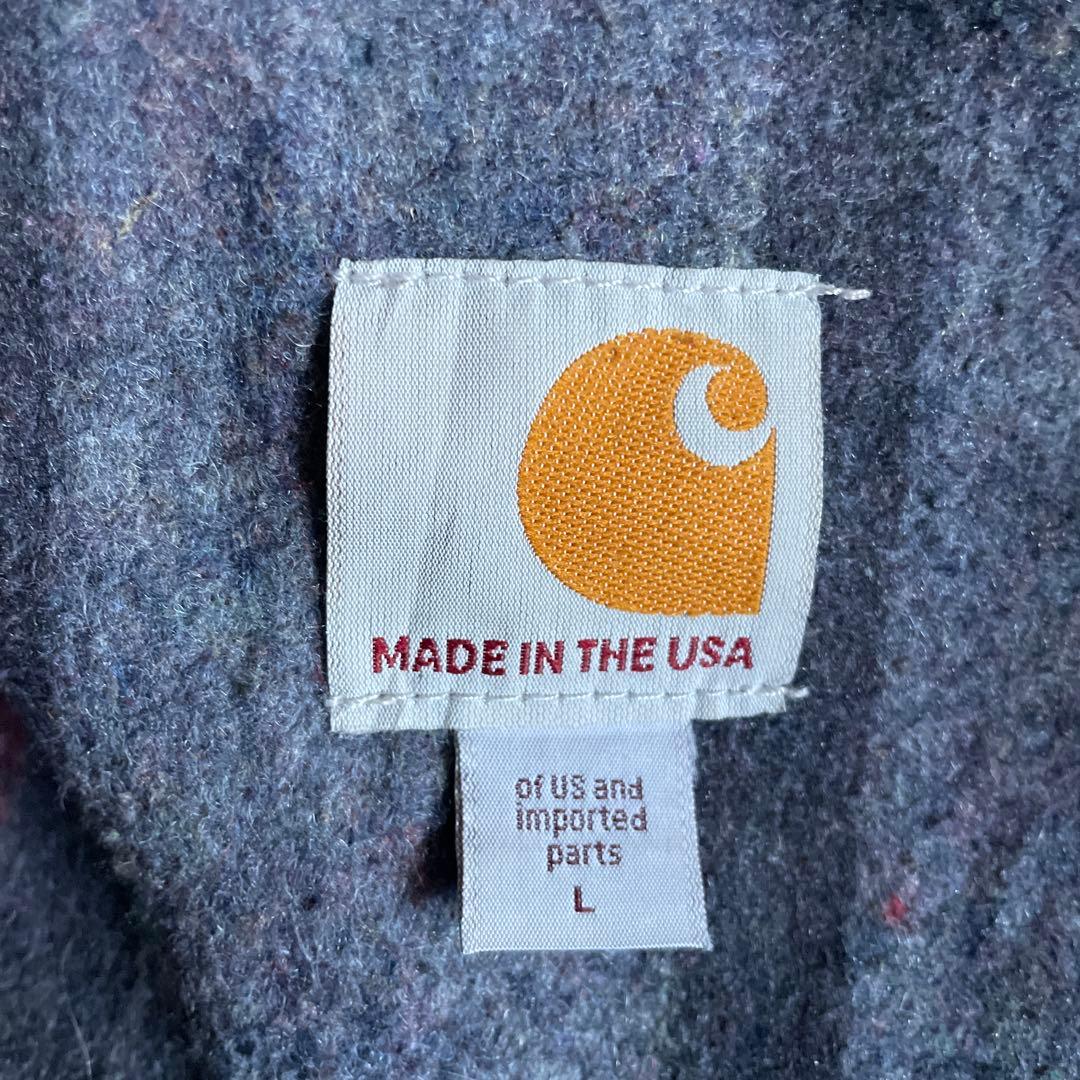 MADE IN THE USA
of US and
imported
parts
L